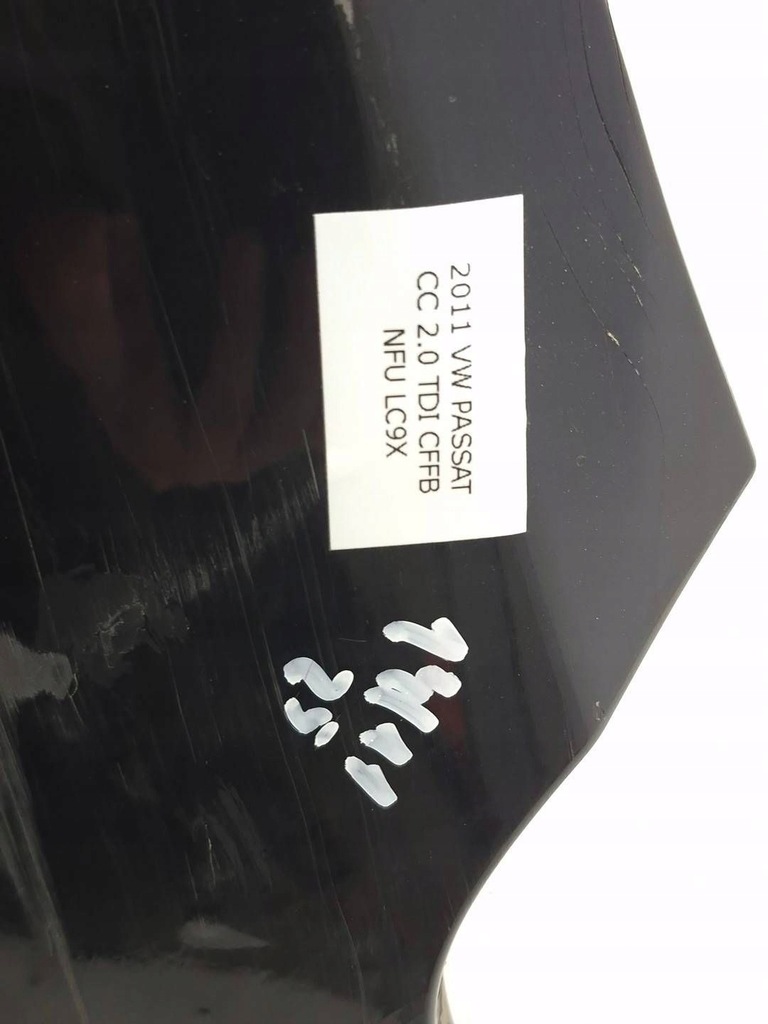 2011 VW PASSAT
CC 2.0 TDI CFFB
NFU LC9X